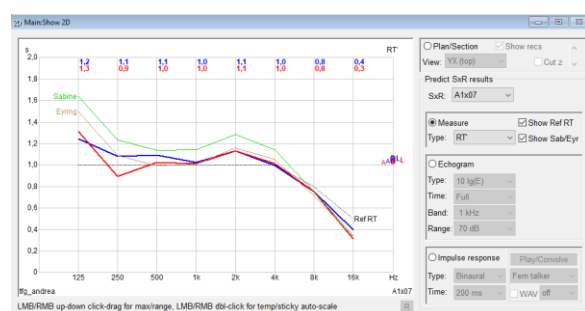 Main:Show 2D
s
RT'
2,0
1,2 1,1 1,1 1,0 1,1 1,0 0,8 0,4
1,3 0,9 1,0 1,0 1,1 1,0 0,8 0,3
1,8
Sabine
1,6
Eyring
1,4
1,2
1,0
0,8
Ref RT
0,6
0,4
0,2
0
125 250 500 1k 2k 4k 8k 16k Hz
tfg_andrea A1x07
LMB/RMB up-down click-drag for max/range, LMB/RMB dbl-click for temp/sticky auto-scale R
Plan/Section Show recs
View: YX (top) Cut z
Predict SxR results
SxR: A1x07
Measure Show Ref RT
Type: RT' Show Sab/Eyr
Echogram
Type: 10 lg(E)
Time: Full
Band: 1 kHz
Range: 70 dB
Impulse response Play/Convolve
Type: Binaural Fem talker
Time: 200 ms WAV off